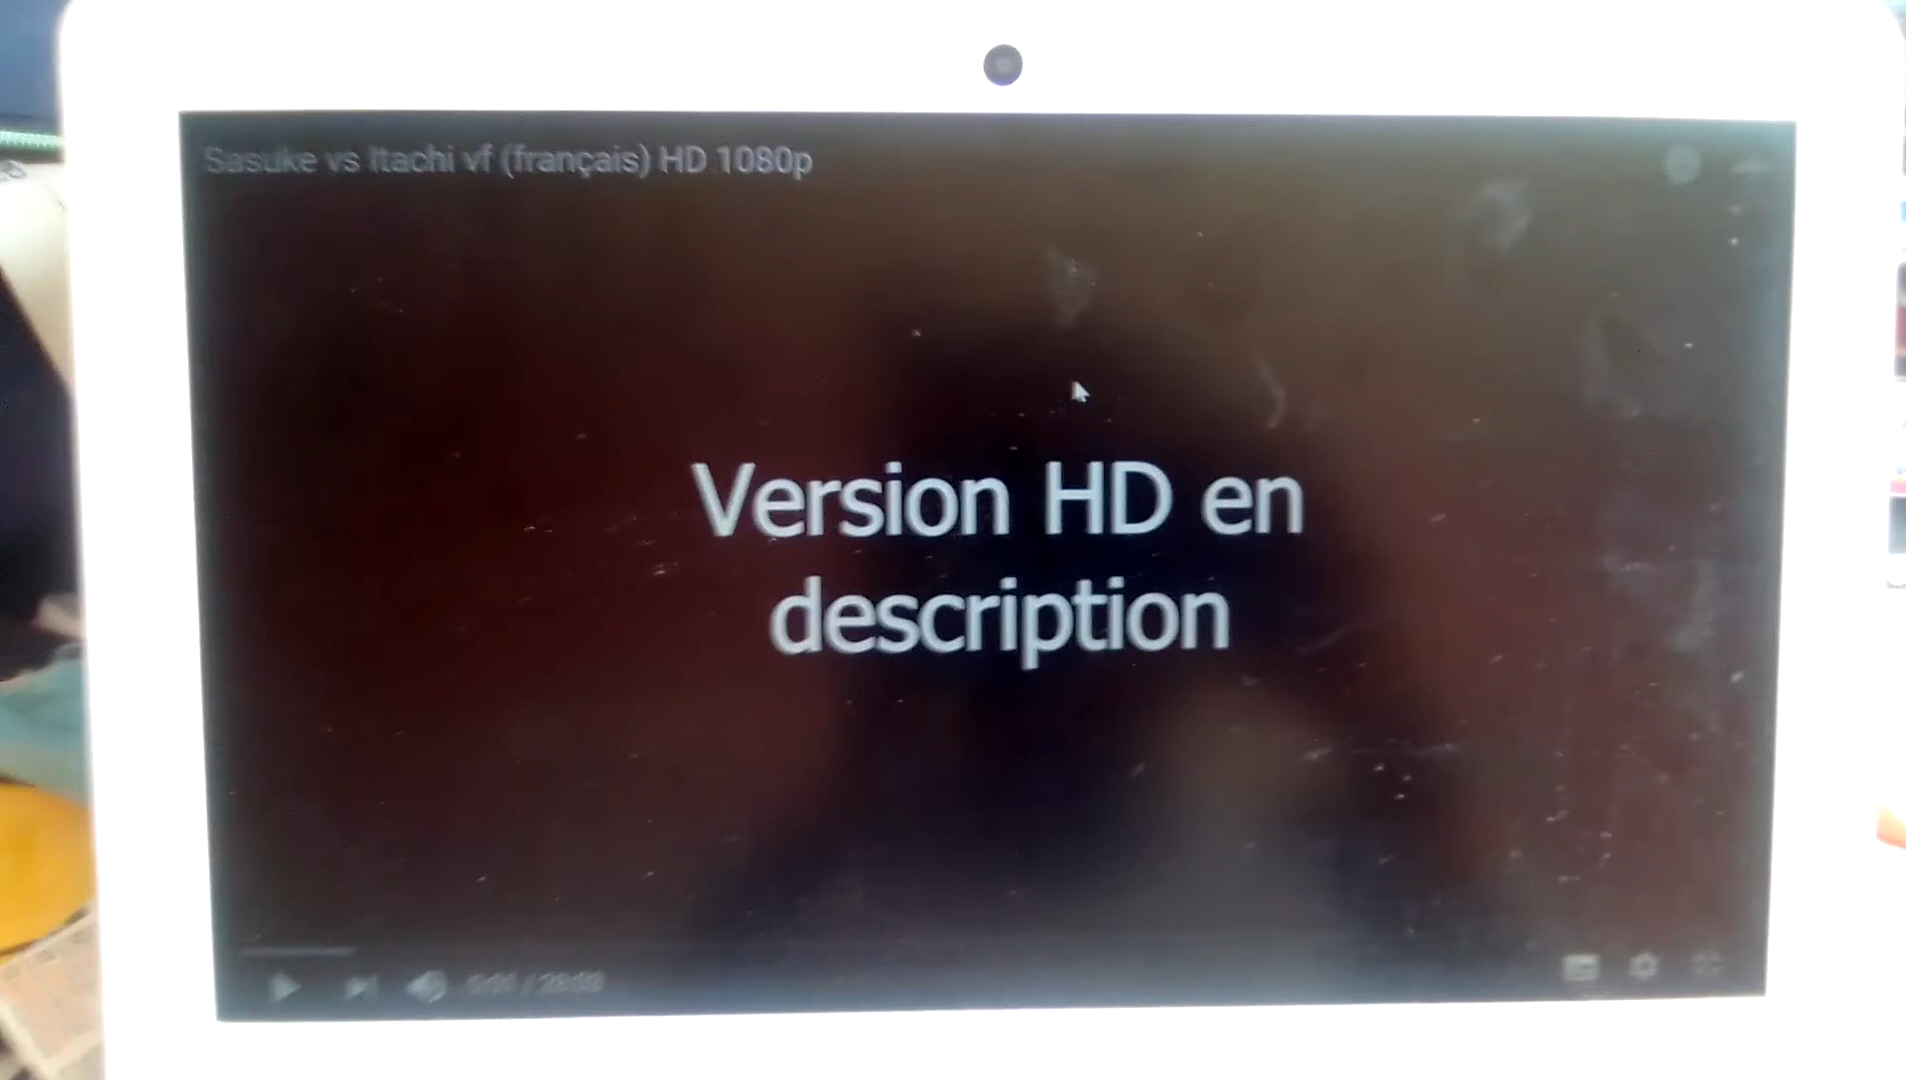 Sasuke vs Itachi vf (français) HD 1080p
Version HD en
description